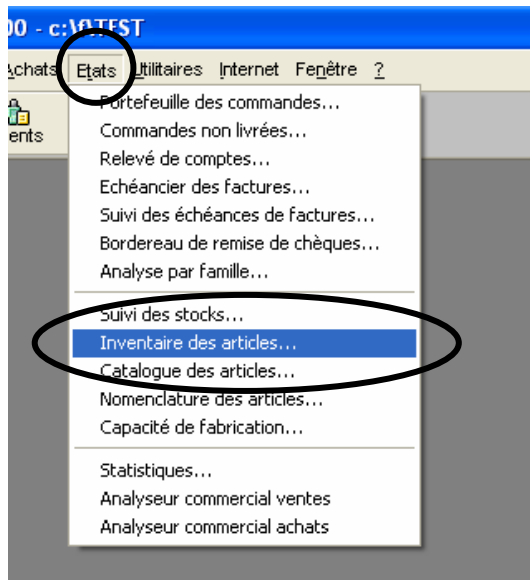 00 - c:\f\TEST
Achats Etats Utilitaires Internet Fenêtre ?
ents
Portefeuille des commandes...
Commandes non livrées...
Relevé de comptes...
Echéancier des factures...
Suivi des échéances de factures...
Bordereau de remise de chèques...
Analyse par famille...
Suivi des stocks...
Inventaire des articles...
Catalogue des articles...
Nomenclature des articles...
Capacité de fabrication...
Statistiques...
Analyseur commercial ventes
Analyseur commercial achats